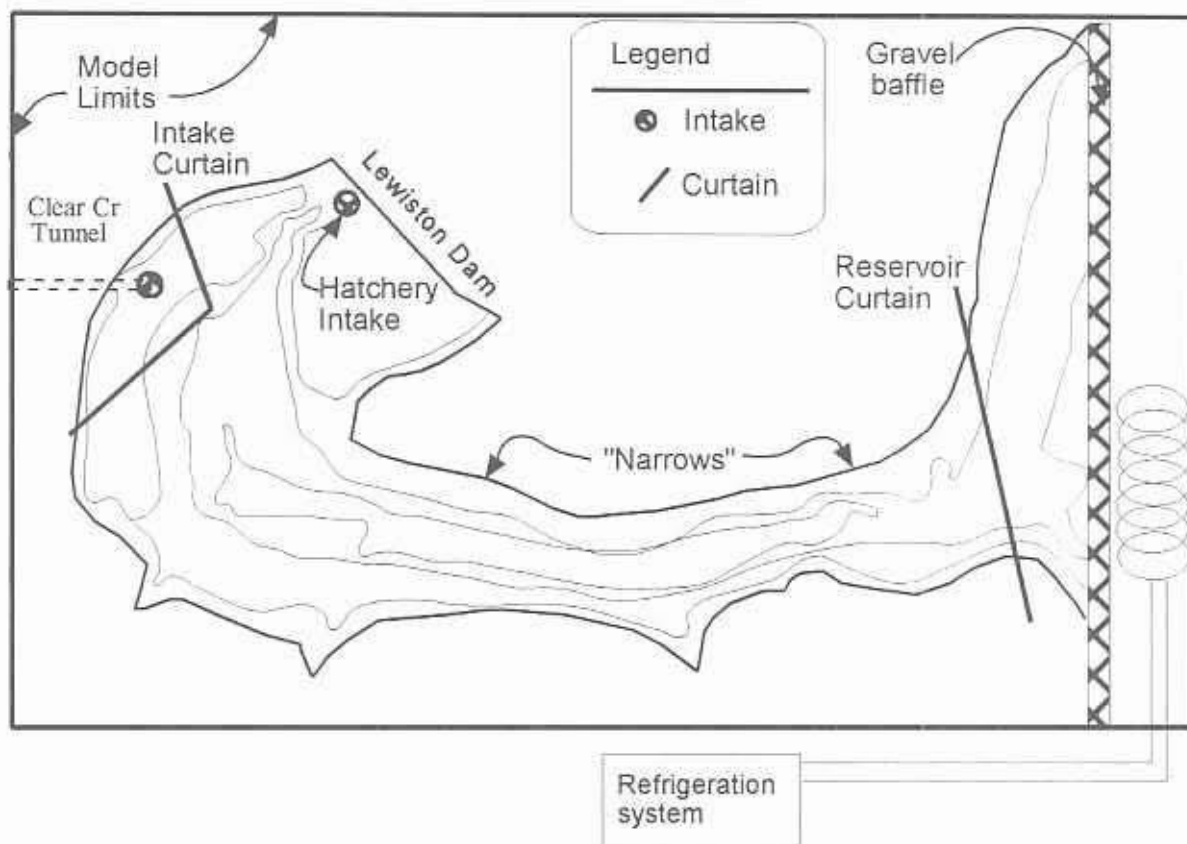 Model
Limits
Legend
Intake
Curtain
Gravel
baffle
Intake
Curtain
Clear Cr
Tunnel
Lewiston Dam
Hatchery
Intake
Reservoir
Curtain
"Narrows"
Refrigeration
system